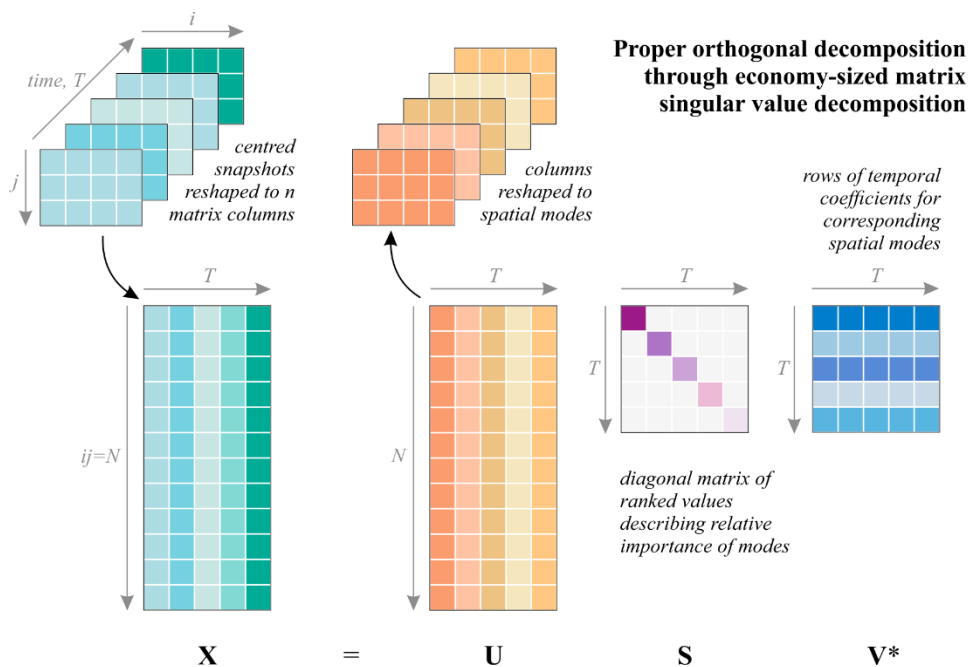 i
Proper orthogonal decomposition
through economy-sized matrix
singular value decomposition
time, T
j
centred
snapshots
reshaped to n
matrix columns
columns
reshaped to
spatial modes
rows of temporal
coefficients for
corresponding
spatial modes
T
T
T
T
ij=N
N
T
T
diagonal matrix of
ranked values
describing relative
importance of modes
X = U S V*